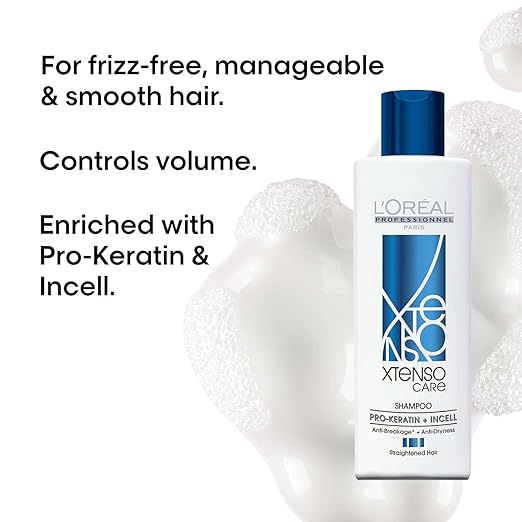 For frizz-free, manageable
& smooth hair.
Controls volume.
Enriched with
Pro-Keratin &
Incell.
L'ORÉAL
PROFESSIONNEL
PARIS
XTENSO
XTENSO
CARE
SHAMPOO
PRO-KERATIN + INCELL
Anti-Breakage* + Anti-Dryness
Straightened Hair